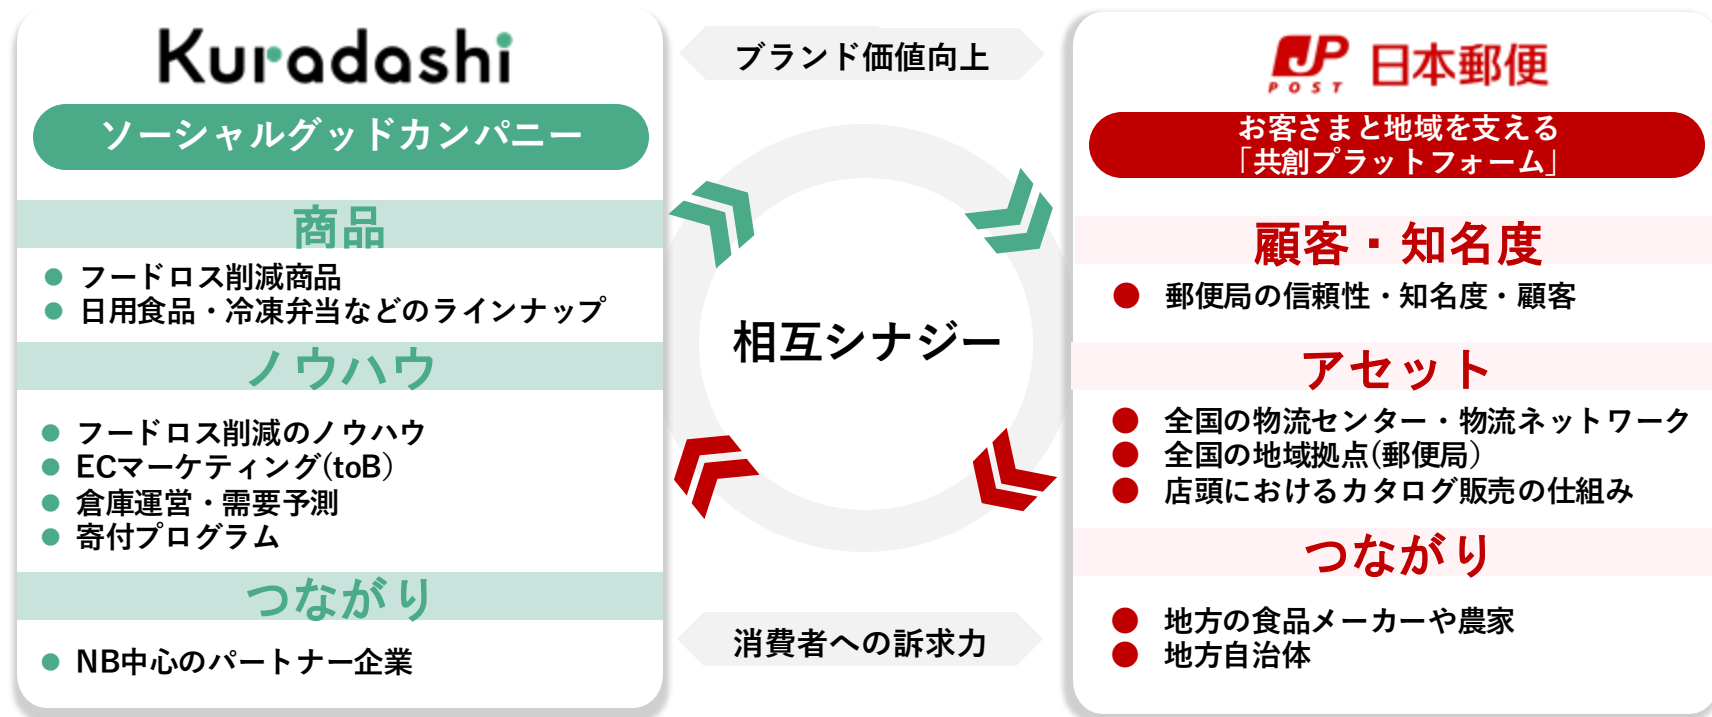 Kuradashi
ソーシャルグッドカンパニー
商品
フードロス削減商品
日用食品・冷凍弁当などのラインナップ
ノウハウ
フードロス削減のノウハウ
ECマーケティング(toB)
倉庫運営・需要予測
寄付プログラム
つながり
NB中心のパートナー企業
ブランド価値向上
相互シナジー
消費者への訴求力
JP
POST
日本郵便
お客さまと地域を支える
「共創プラットフォーム」
顧客・知名度
郵便局の信頼性・知名度・顧客
アセット
全国の物流センター・物流ネットワーク
全国の地域拠点(郵便局)
店頭におけるカタログ販売の仕組み
つながり
地方の食品メーカーや農家
地方自治体